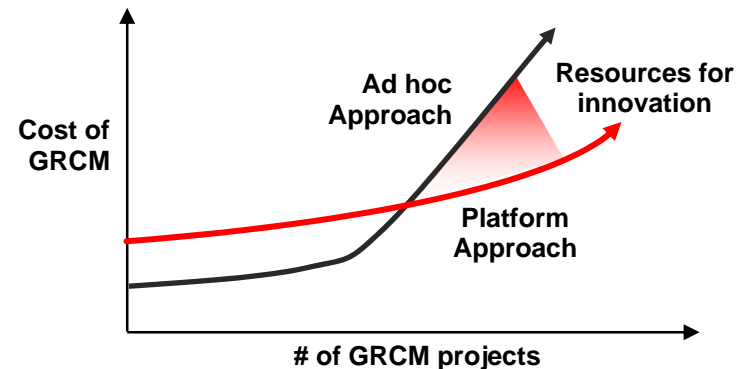 Ad hoc
Approach
Resources for
innovation
Cost of
GRCM
Platform
Approach
# of GRCM projects